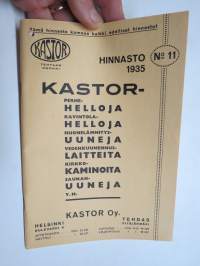 Tämä hinnasto kumoaa kaikki edelliset hinnastot
KASTOR
HINNASTO
1935
No 11
KASTOR-
PERHE-
HELLOJA
RAVINTOLA-
HELLOJA
HUONELÄMMITYS-
UUNEJA
VEDENKUUMENNUS-
LAITTEITA
KIRKKO-
KAMINOITA
SAUNAN-
UUNEJA
Y.M.
KASTOR Oy.
HELSINKI
TEHDAS